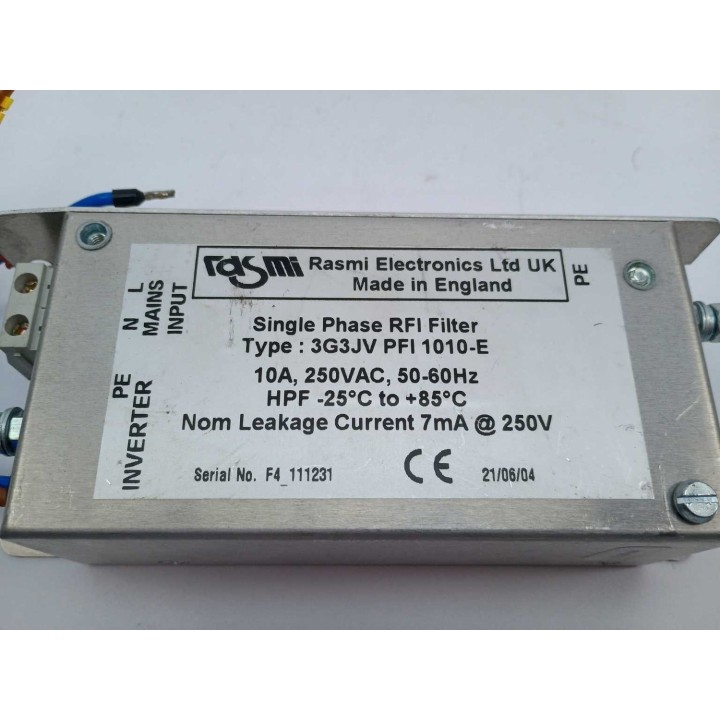 rasmi
Rasmi Electronics Ltd UK
Made in England
Single Phase RFI Filter
Type : 3G3JV PFI 1010-E
10A, 250VAC, 50-60Hz
HPF -25°C to +85°C
Nom Leakage Current 7mA @ 250V
Serial No. F4_111231
CE
21/06/04
N L
MAINS
INPUT
PE
INVERTER
PE